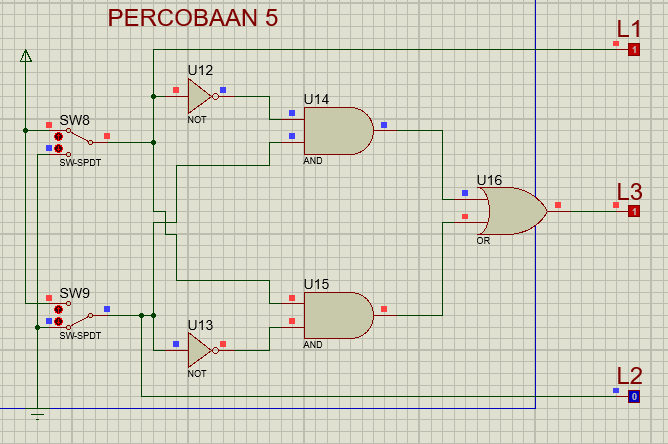 PERCOBAAN 5
L1
1
U12
NOT
U14
AND
SW8
SW-SPDT
U16
OR
L3
1
SW9
SW-SPDT
U15
AND
U13
NOT
L2
0